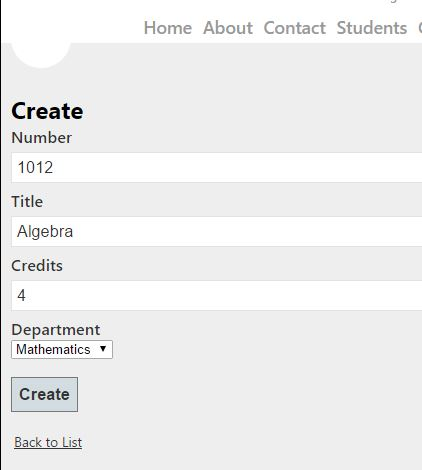 Home About Contact Students
Create
Number
1012
Title
Algebra
Credits
4
Department
Mathematics
Create
Back to List